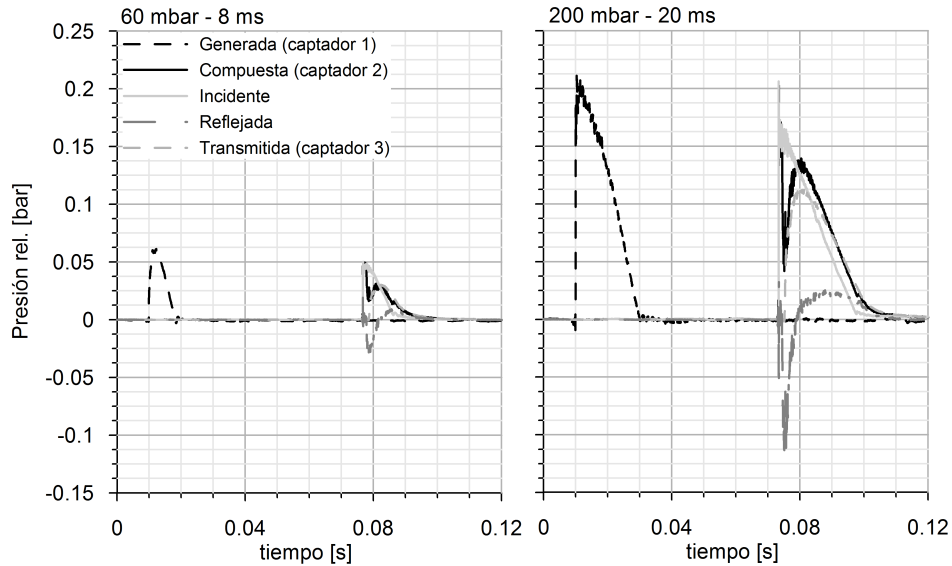 60 mbar - 8 ms
200 mbar - 20 ms
Generada (captador 1)
Compuesta (captador 2)
Incidente
Reflejada
Transmitida (captador 3)
Presión rel. [bar]
0.25
0.2
0.15
0.1
0.05
0
-0.05
-0.1
-0.15
0 0.04 0.08 0.12
0 0.04 0.08 0.12
tiempo [s]
tiempo [s]